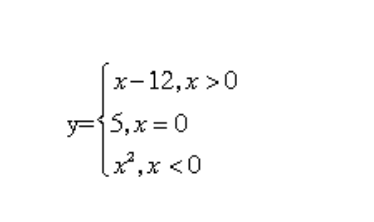 x-12, x > 0
y= { 5, x = 0
x², x < 0